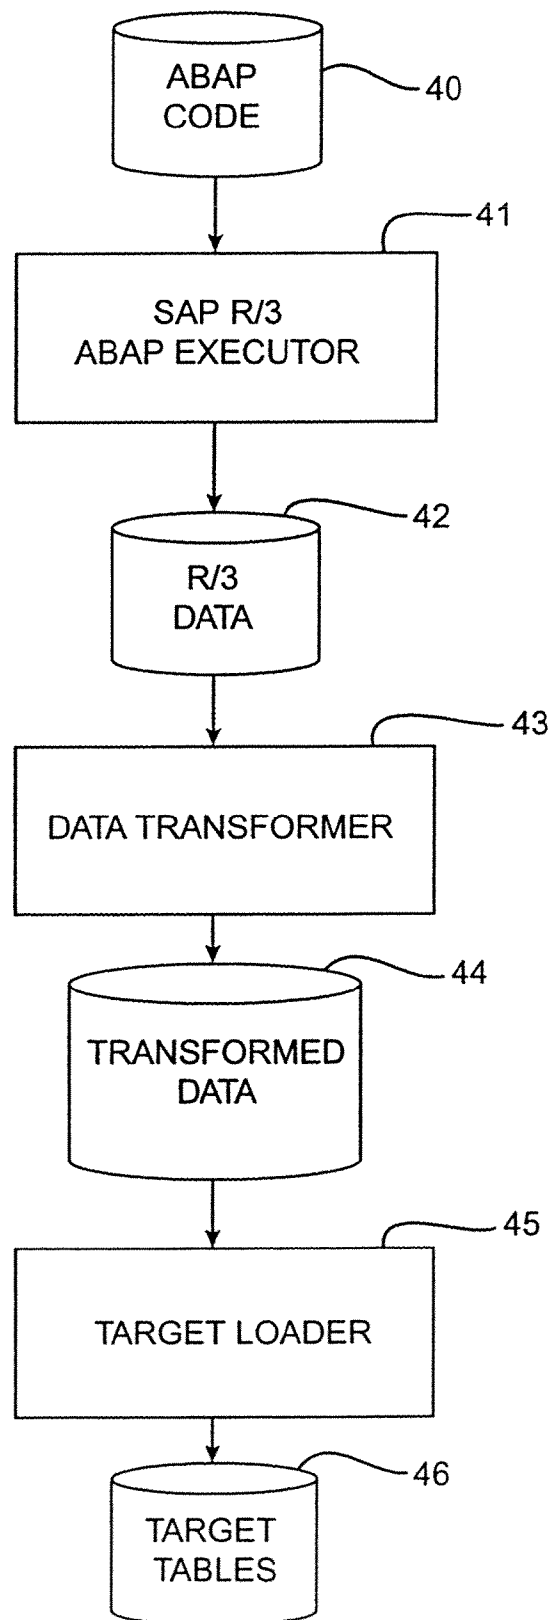 ABAP
CODE
40
41
SAP R/3
ABAP EXECUTOR
42
R/3
DATA
43
DATA TRANSFORMER
44
TRANSFORMED
DATA
45
TARGET LOADER
46
TARGET
TABLES